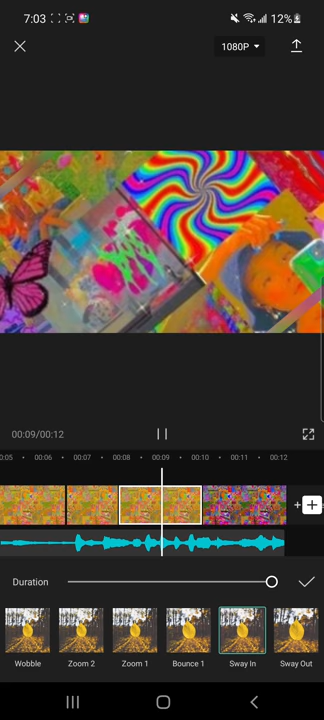 7:03 12%
1080P
00:09/00:12
0:05 00:06 00:07 00:08 00:09 00:10 00:11 00:12
Duration
Wobble Zoom 2 Zoom 1 Bounce 1 Sway In Sway Out